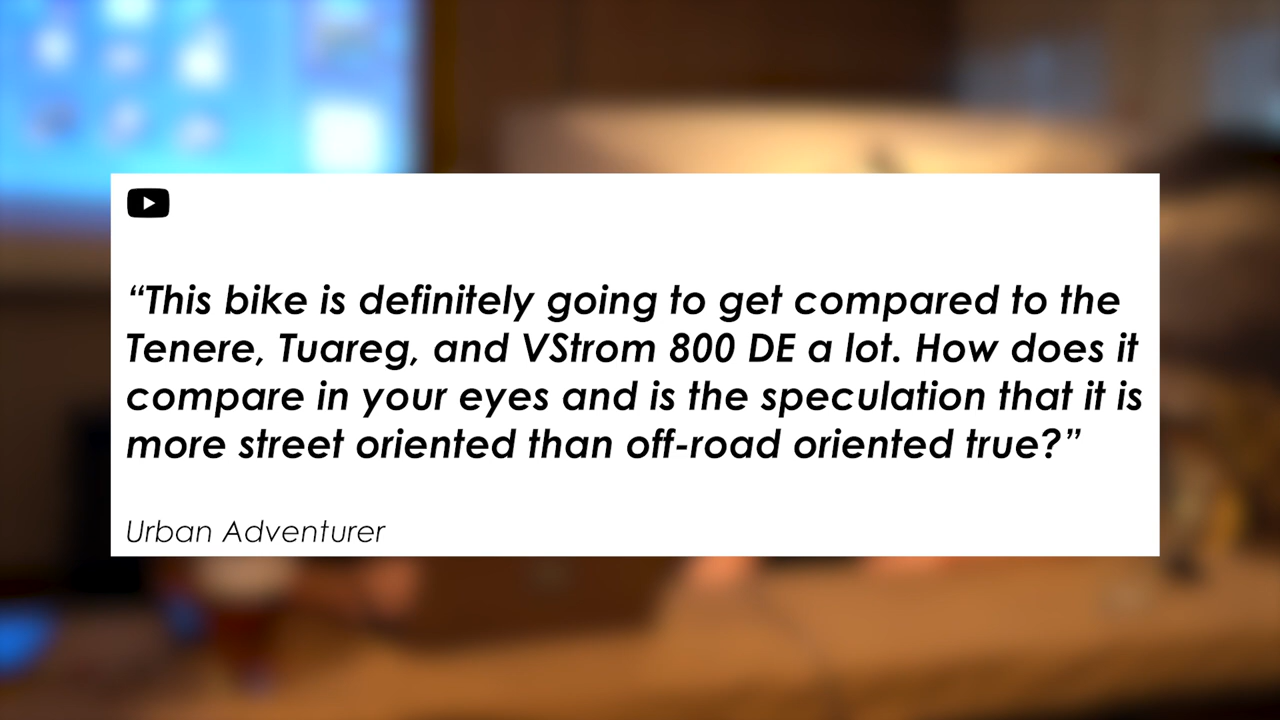 “This bike is definitely going to get compared to the
Tenere, Tuareg, and VStrom 800 DE a lot. How does it
compare in your eyes and is the speculation that it is
more street oriented than off-road oriented true?”
Urban Adventurer